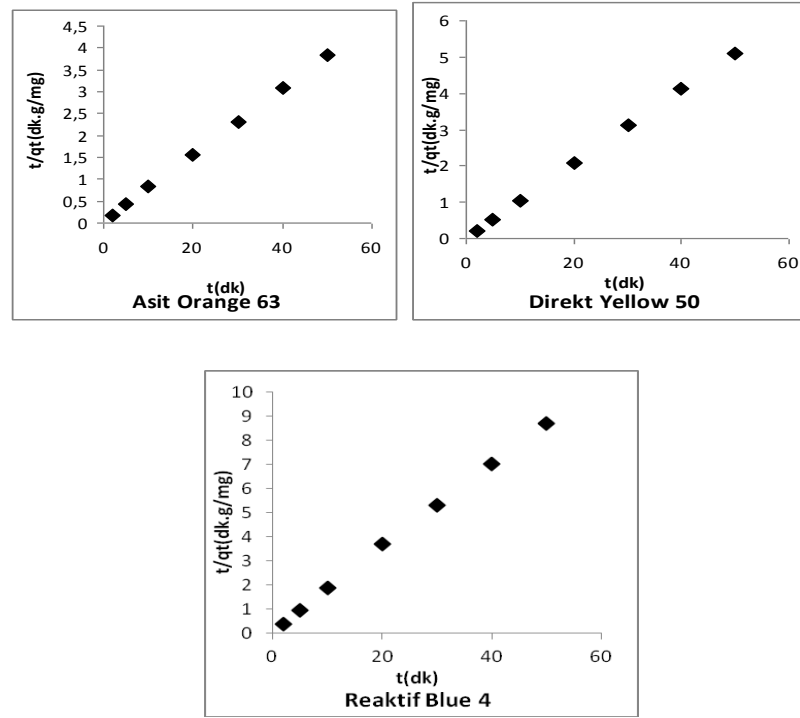 4,5
4
3,5
3
2,5
2
1,5
1
0,5
0
t/qt(dk.g/mg)
0 20 40 60
t(dk)
Asit Orange 63
6
5
4
3
2
1
0
t/qt(dk.g/mg)
0 20 40 60
t(dk)
Direkt Yellow 50
10
9
8
7
6
5
4
3
2
1
0
t/qt(dk.g/mg)
0 20 40 60
t(dk)
Reaktif Blue 4